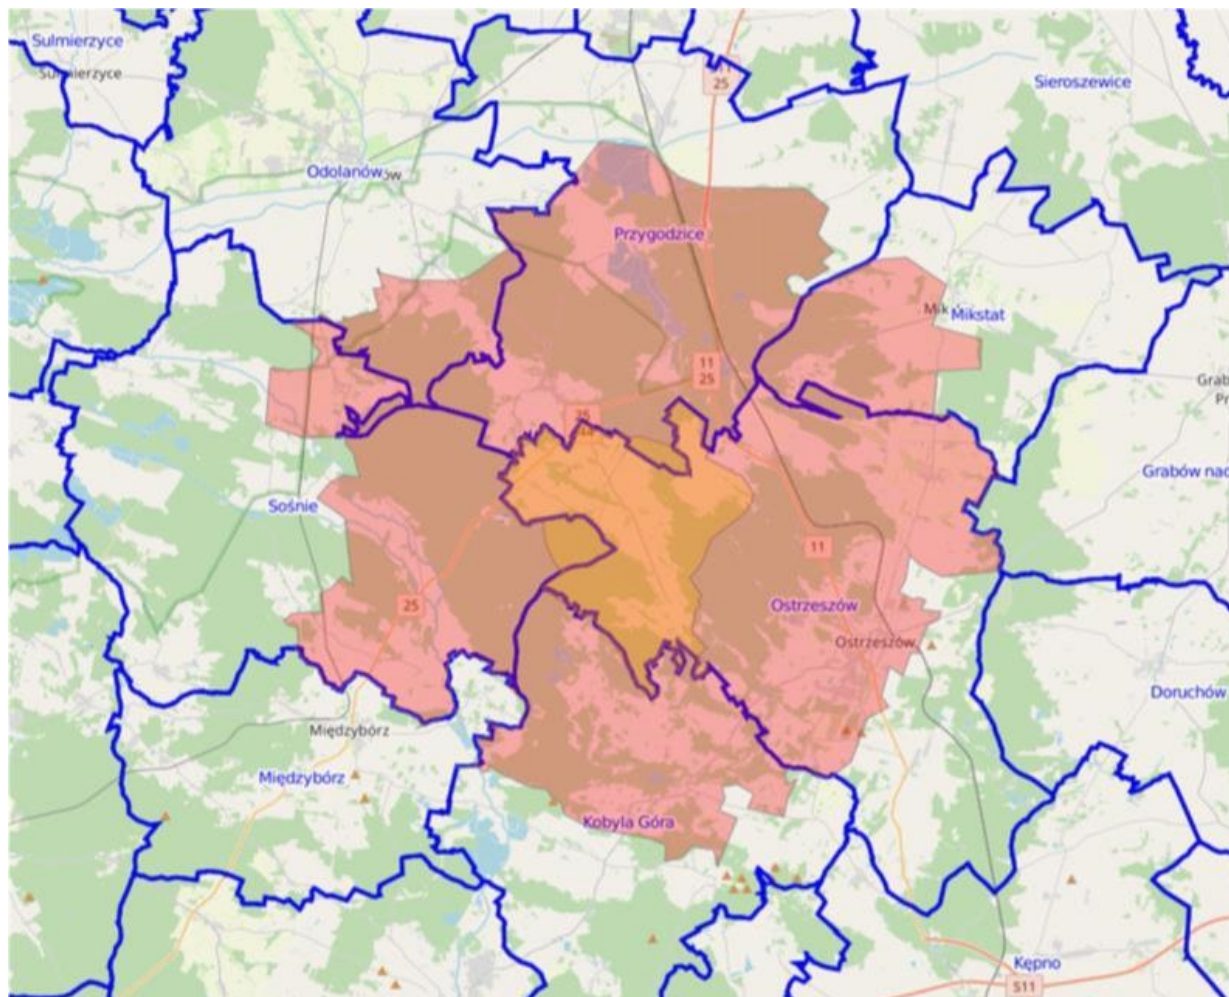 Sulmierzyce
Sulmierzyce
11
25
Sieroszewice
Odolanów
Przygodzice
Mikstat
11
25
25
Grabów nad
Sośnie
11
25
Ostrzeszów
Ostrzeszów
Doruchów
Międzybórz
Międzybórz
Kobyla Góra
Kępno
S11